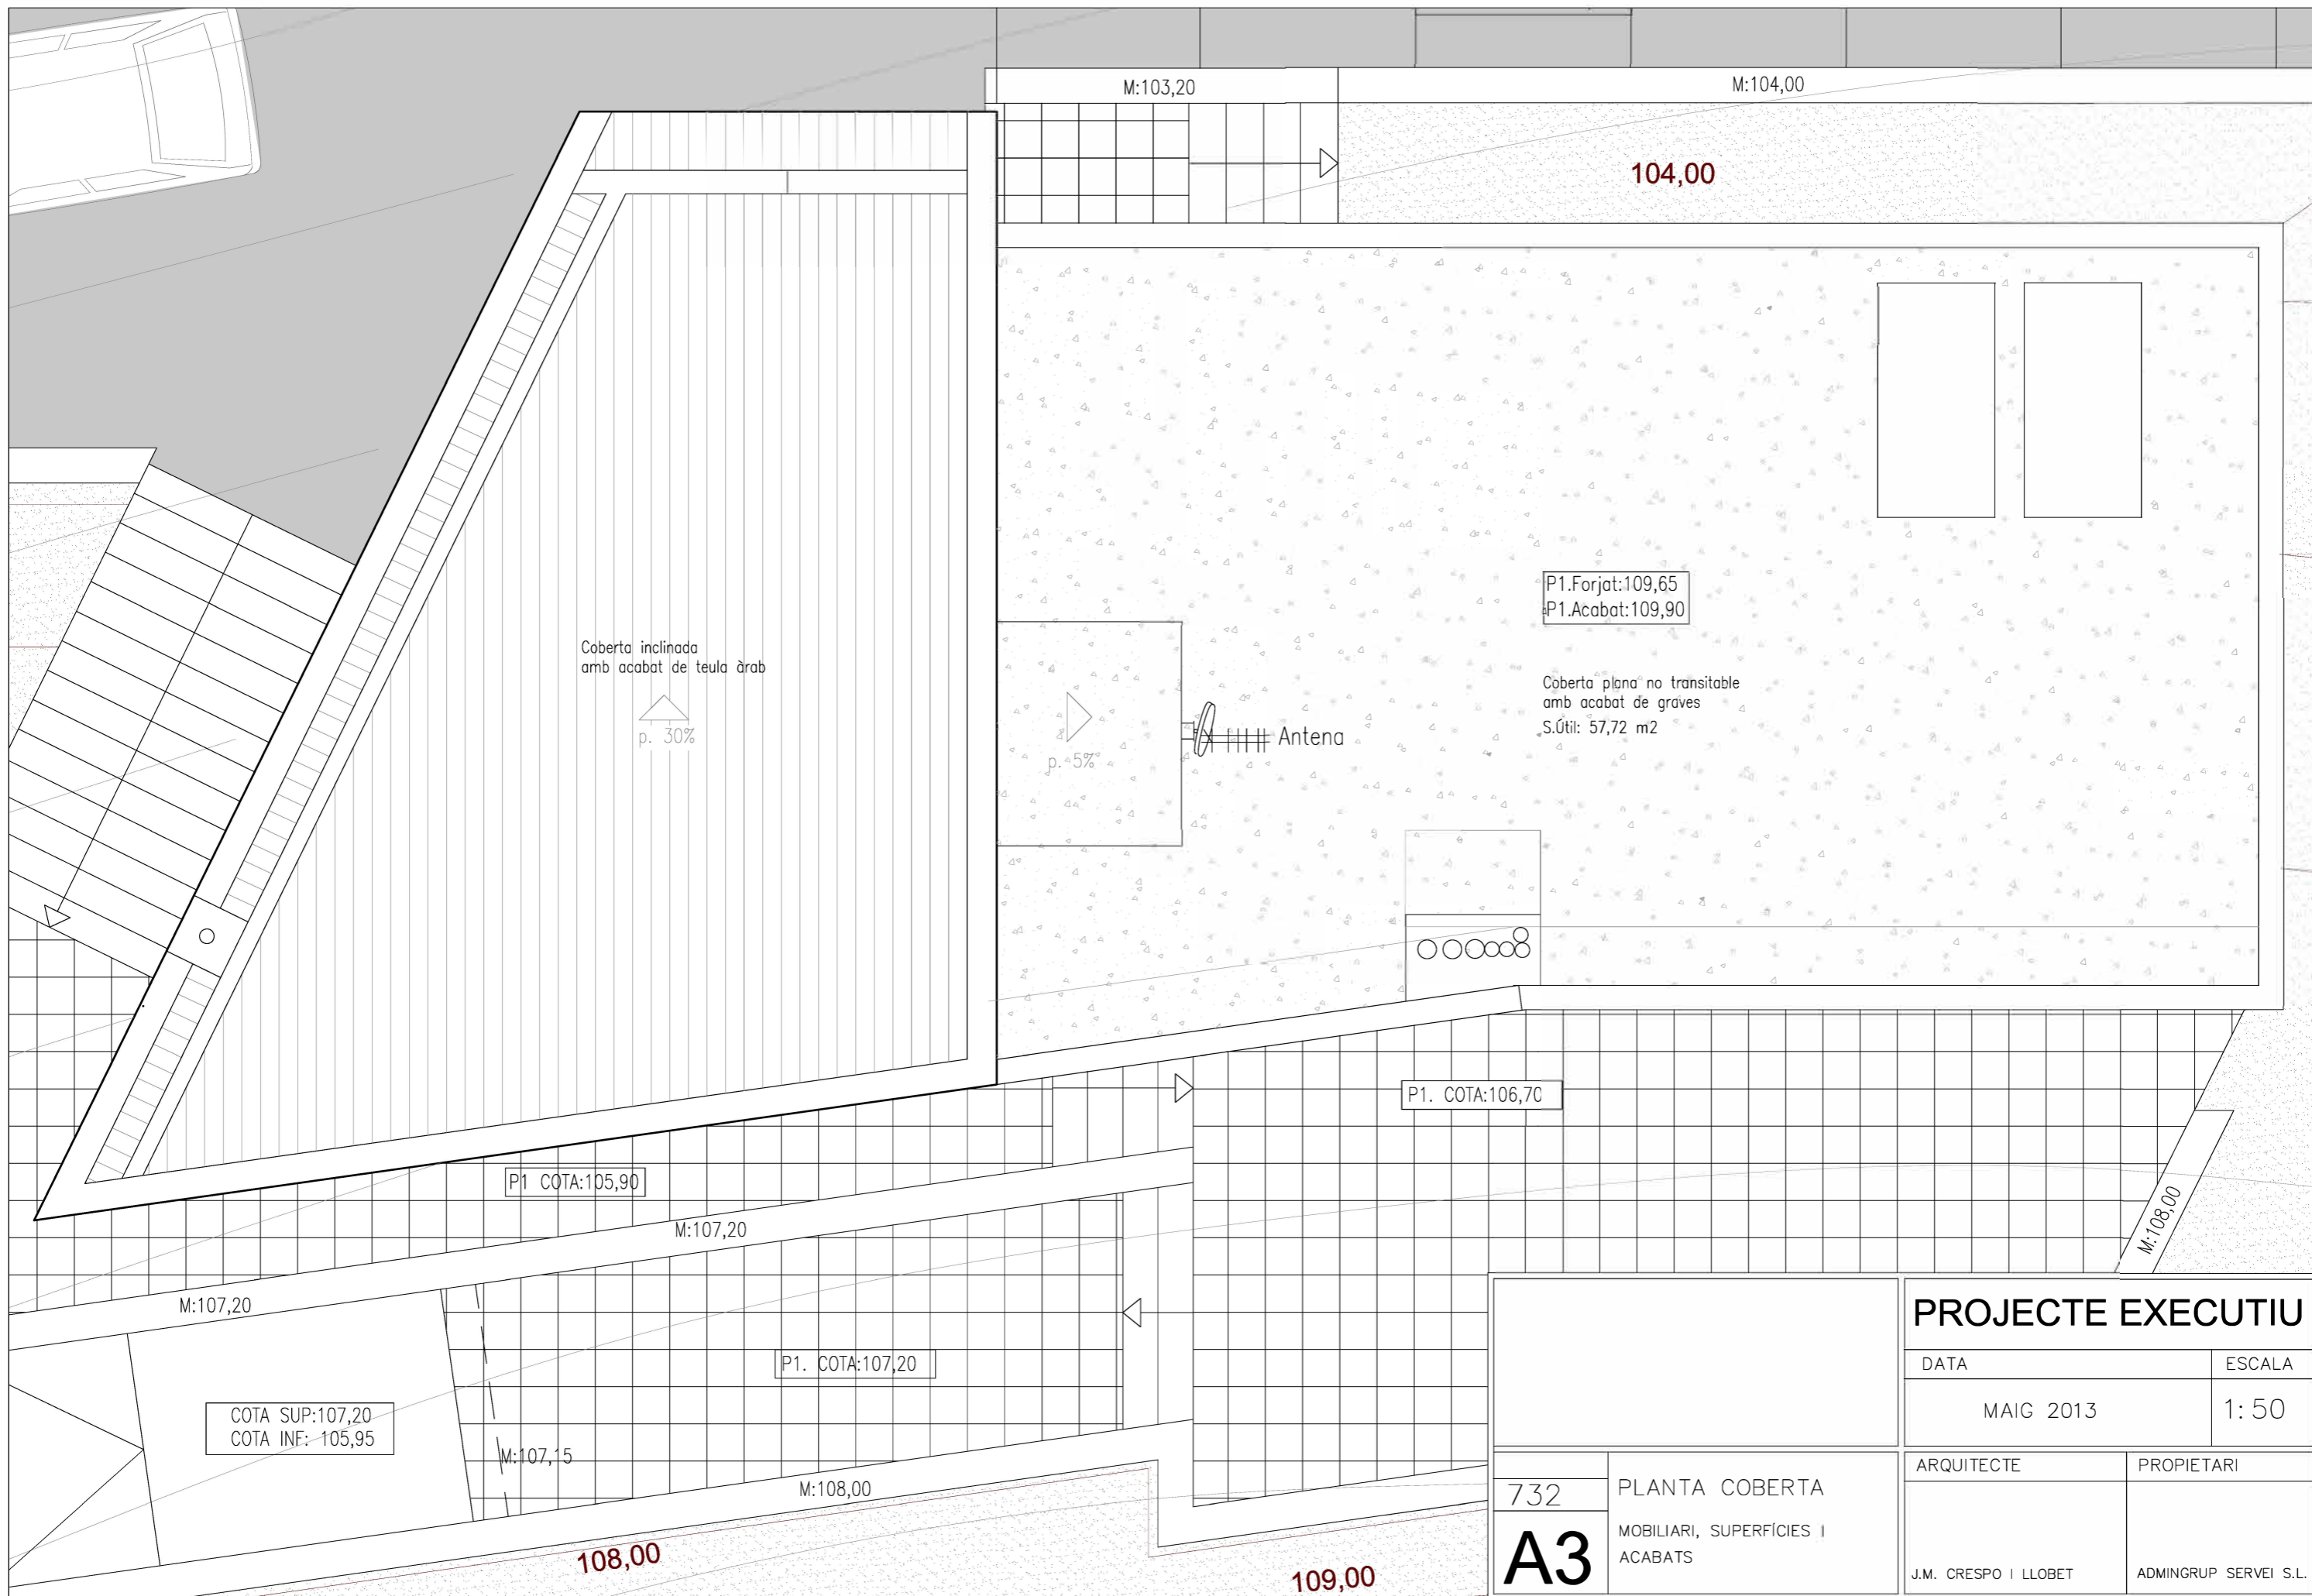 M:103,20
M:104,00
104,00
P1.Forjat:109,65
P1.Acabat:109,90
Coberta inclinada
amb acabat de teula àrab
p. 30%
Coberta plana no transitable
amb acabat de graves
S.Útil: 57,72 m2
Antena
p. 5%
P1. COTA:106,70
P1 COTA:105,90
M:107,20
M:108,00
M:107,20
P1. COTA:107,20
COTA SUP:107,20
COTA INF: 105,95
M:107,15
M:108,00
108,00
109,00
PROJECTE EXECUTIU
DATA
ESCALA
MAIG 2013
1:50
732
PLANTA COBERTA
MOBILIARI, SUPERFÍCIES I
ACABATS
A3
ARQUITECTE
PROPIETARI
J.M. CRESPO I LLOBET
ADMINGRUP SERVEI S.L.